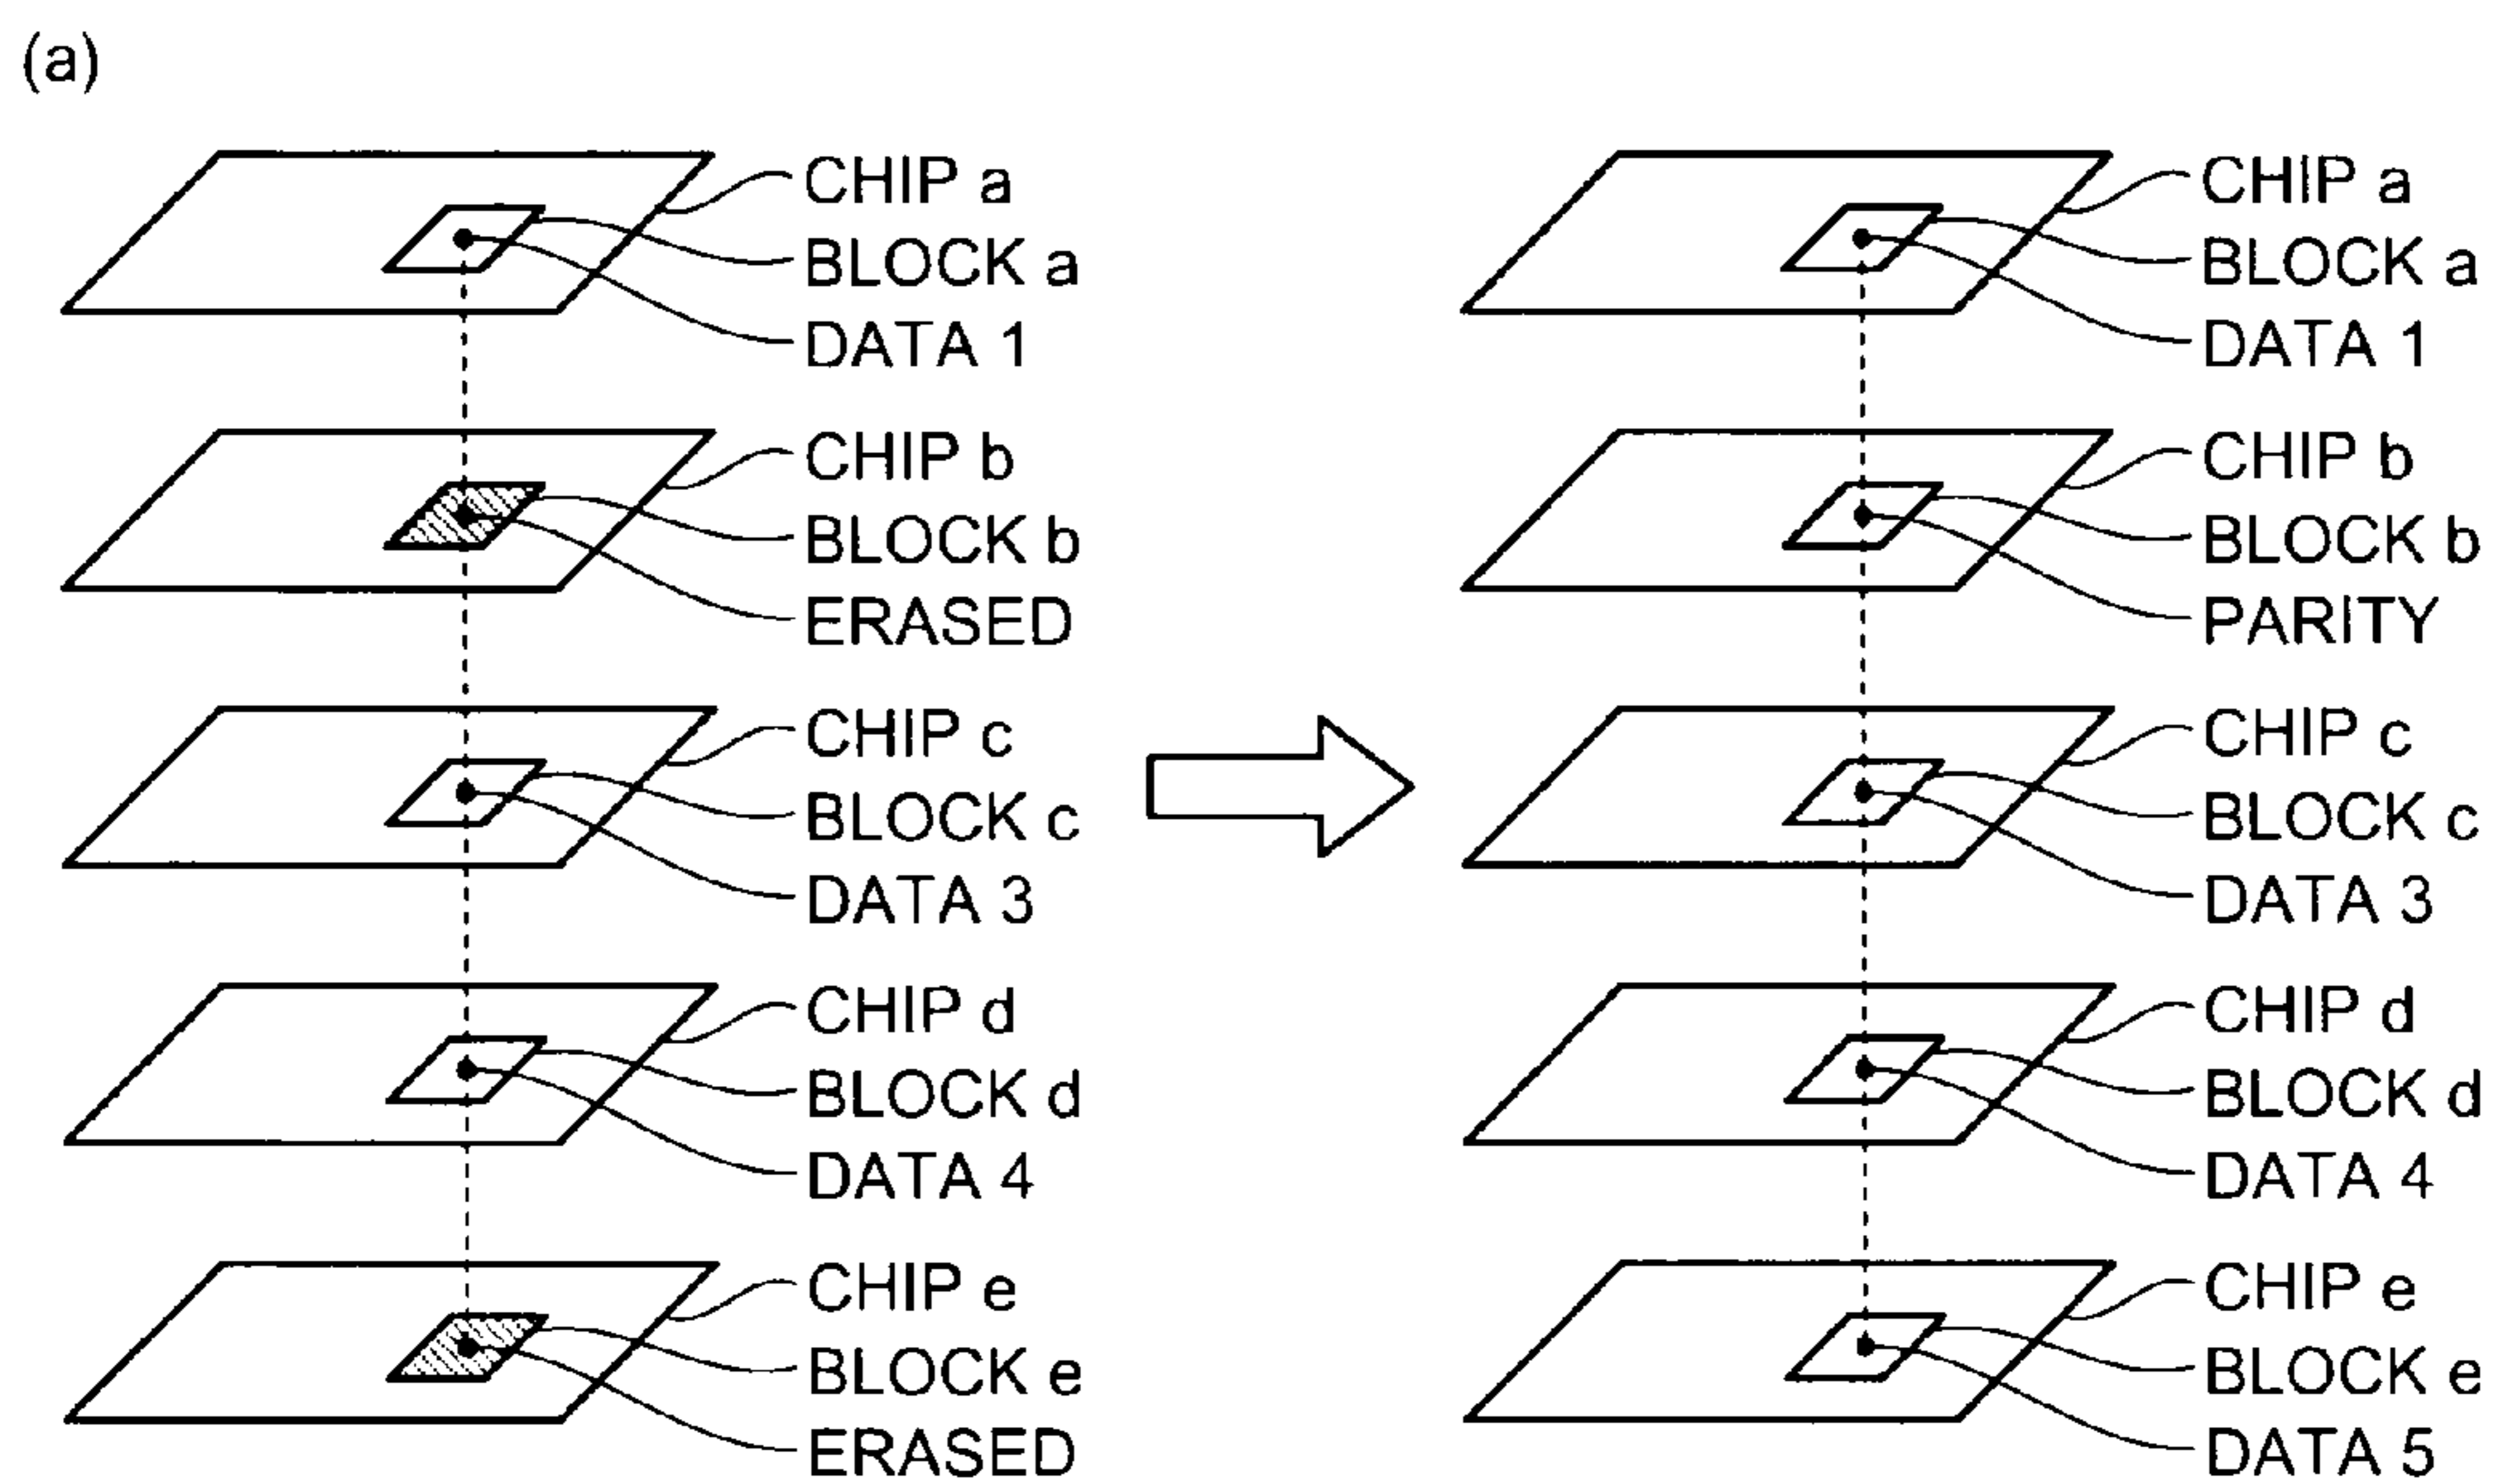 (a)
CHIP a
BLOCK a
DATA 1
CHIP b
BLOCK b
ERASED
CHIP c
BLOCK c
DATA 3
CHIP d
BLOCK d
DATA 4
CHIP e
BLOCK e
ERASED
CHIP a
BLOCK a
DATA 1
CHIP b
BLOCK b
PARITY
CHIP c
BLOCK c
DATA 3
CHIP d
BLOCK d
DATA 4
CHIP e
BLOCK e
DATA 5